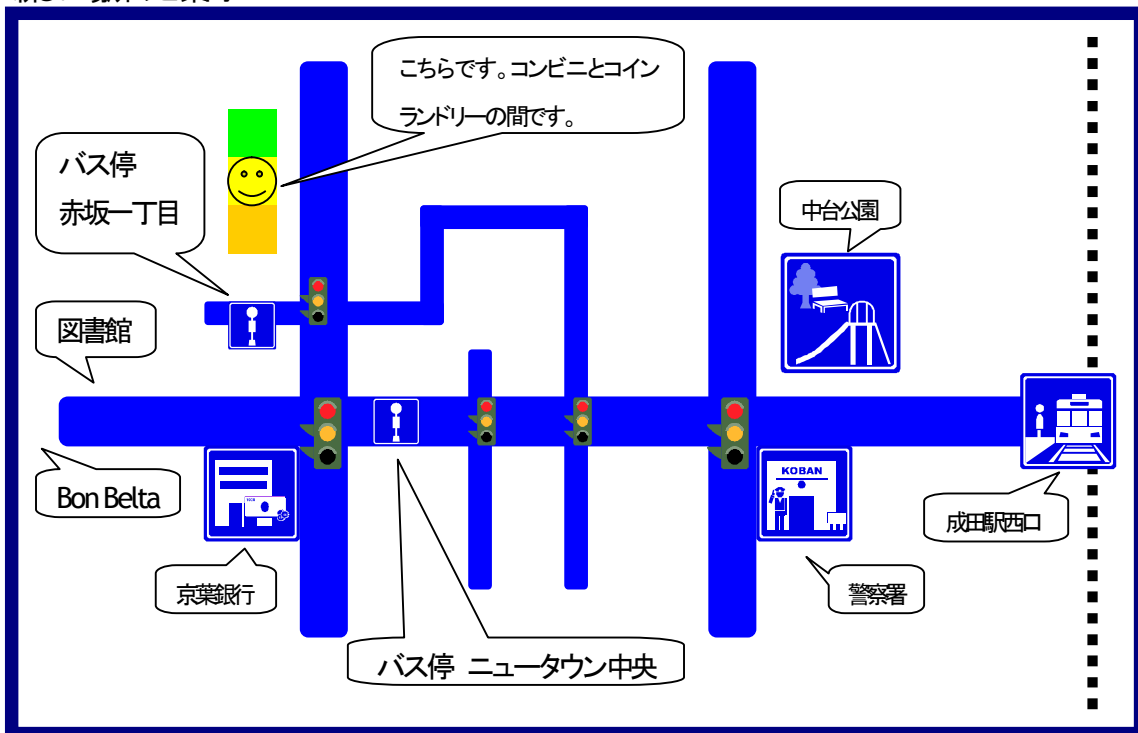 こちらです。コンビニとコイン
ランドリーの間です。
バス停
赤坂一丁目
中台公園
図書館
Bon Belta
KOBAN
成田駅西口
京葉銀行
警察署
バス停 ニュータウン中央